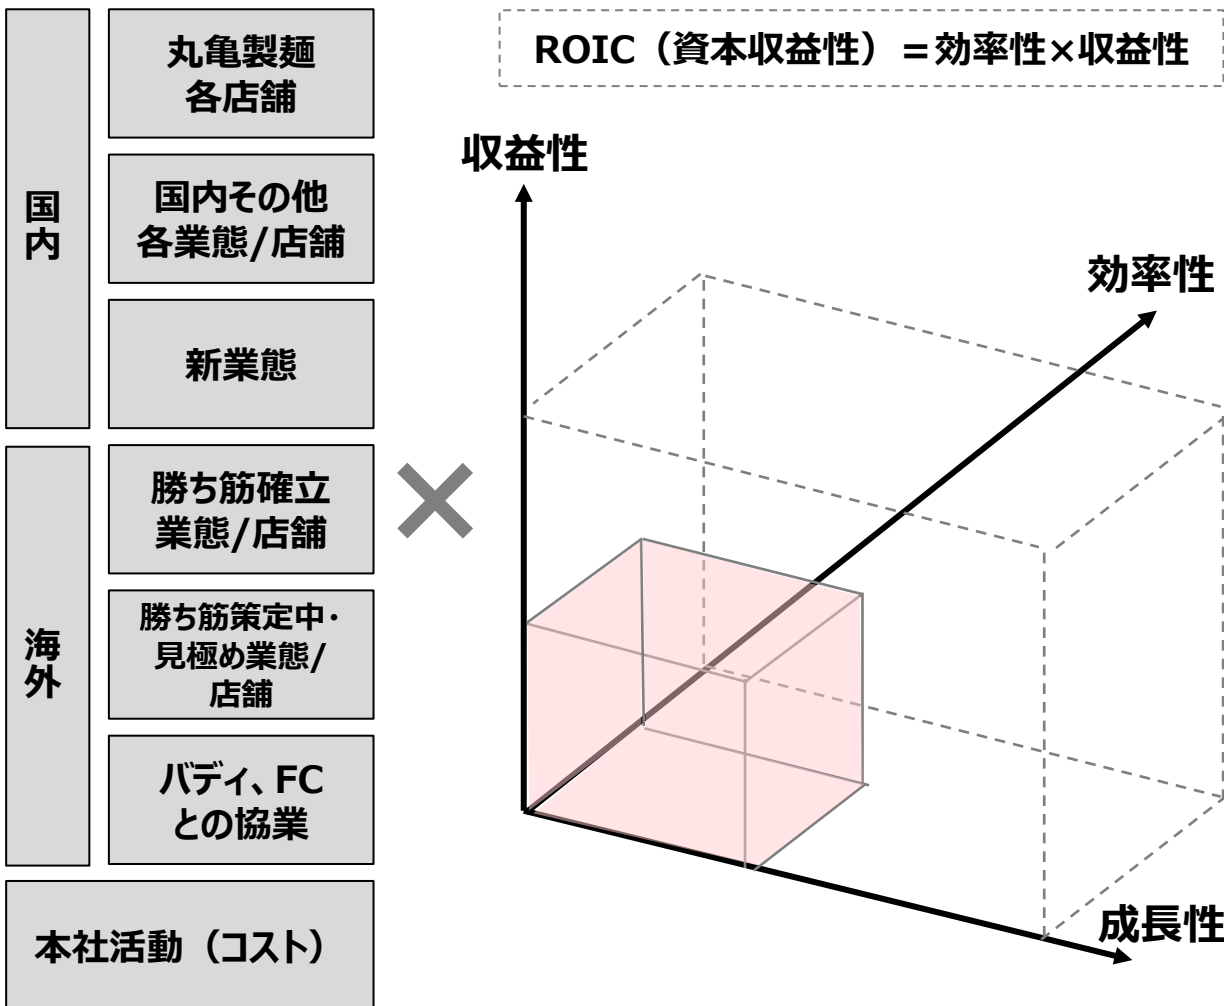 国内
丸亀製麺
各店舗
国内その他
各業態/店舗
新業態
海外
勝ち筋確立
業態/店舗
勝ち筋策定中・
見極め業態/
店舗
バディ、FC
との協業
本社活動（コスト）
×
ROIC（資本収益性）＝効率性×収益性
収益性
効率性
成長性